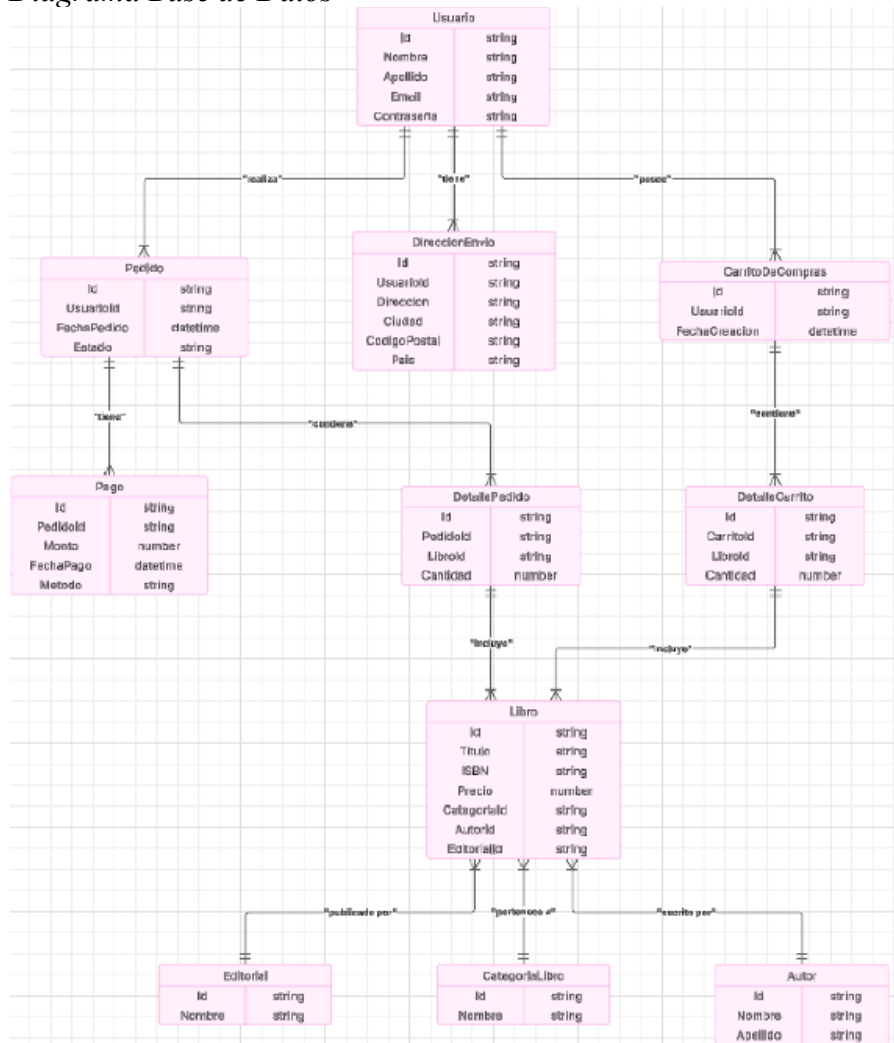 Diagrama Base de Datos
Usuario
Id string
Nombre string
Apellido string
Email string
Contraseña string
"realiza" "tiene" "posee"
Pedido
Id string
UsuarioId string
FechaPedido datetime
Estado string
DireccionEnvio
Id string
UsuarioId string
Direccion string
Ciudad string
CodigoPostal string
Pais string
CarritoDeCompras
Id string
UsuarioId string
FechaCreacion datetime
"tiene" "contiene" "contiene"
Pago
Id string
PedidoId string
Monto number
FechaPago datetime
Metodo string
DetallePedido
Id string
PedidoId string
LibroId string
Cantidad number
DetalleCarrito
Id string
CarritoId string
LibroId string
Cantidad number
"incluye" "incluye"
Libro
Id string
Titulo string
ISBN string
Precio number
CategoriaId string
AutorId string
EditorialId string
"publicado por" "pertenece a" "escrito por"
Editorial
Id string
Nombre string
CategoriaLibro
Id string
Nombre string
Autor
Id string
Nombre string
Apellido string